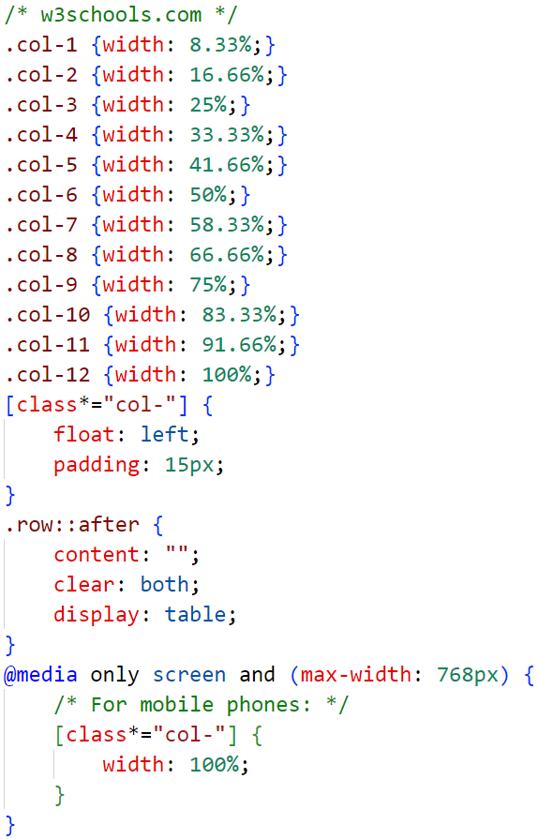 /* w3schools.com */
.col-1 {width: 8.33%;}
.col-2 {width: 16.66%;}
.col-3 {width: 25%;}
.col-4 {width: 33.33%;}
.col-5 {width: 41.66%;}
.col-6 {width: 50%;}
.col-7 {width: 58.33%;}
.col-8 {width: 66.66%;}
.col-9 {width: 75%;}
.col-10 {width: 83.33%;}
.col-11 {width: 91.66%;}
.col-12 {width: 100%;}
[class*="col-"] {
    float: left;
    padding: 15px;
}
.row::after {
    content: "";
    clear: both;
    display: table;
}
@media only screen and (max-width: 768px) {
    /* For mobile phones: */
    [class*="col-"] {
        width: 100%;
    }
}